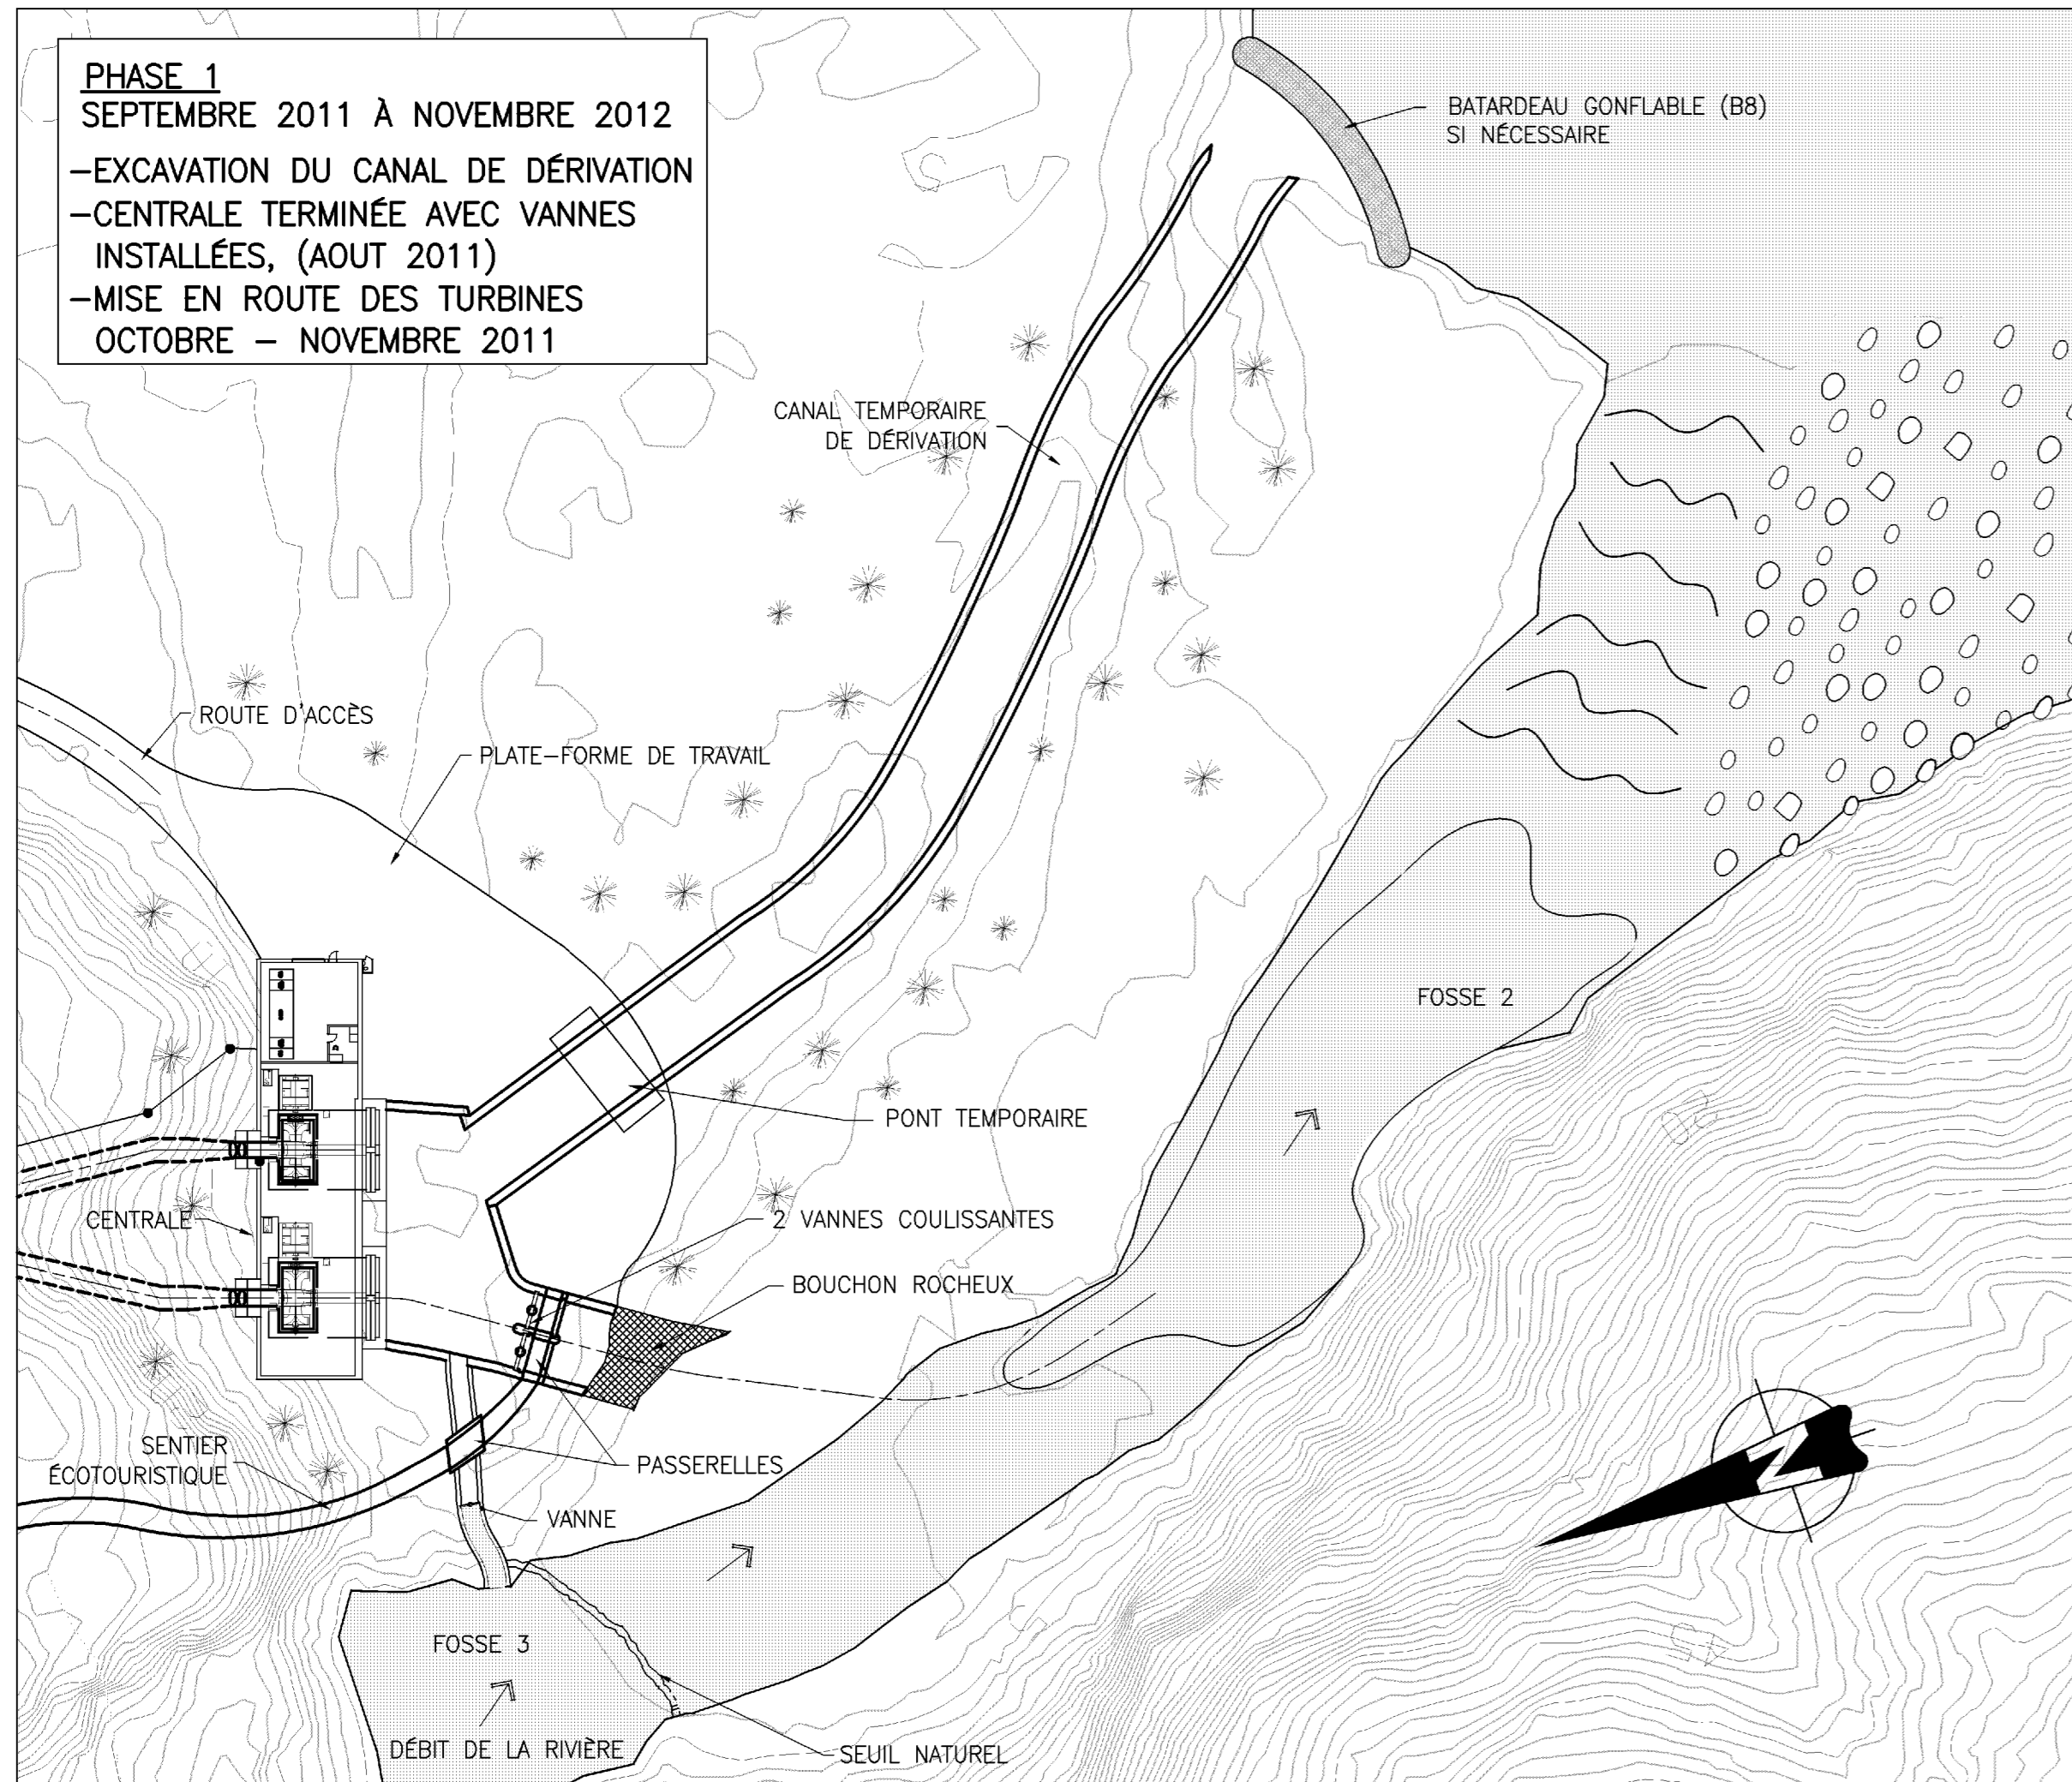 PHASE 1
SEPTEMBRE 2011 À NOVEMBRE 2012
-EXCAVATION DU CANAL DE DÉRIVATION
-CENTRALE TERMINÉE AVEC VANNES
INSTALLÉES, (AOUT 2011)
-MISE EN ROUTE DES TURBINES
OCTOBRE - NOVEMBRE 2011
BATARDEAU GONFLABLE (B8)
SI NÉCESSAIRE
CANAL TEMPORAIRE
DE DÉRIVATION
ROUTE D'ACCÈS
PLATE-FORME DE TRAVAIL
FOSSE 2
PONT TEMPORAIRE
CENTRALE
2 VANNES COULISSANTES
BOUCHON ROCHEUX
SENTIER
ÉCOTOURISTIQUE
PASSERELLES
VANNE
FOSSE 3
DÉBIT DE LA RIVIÈRE
SEUIL NATUREL